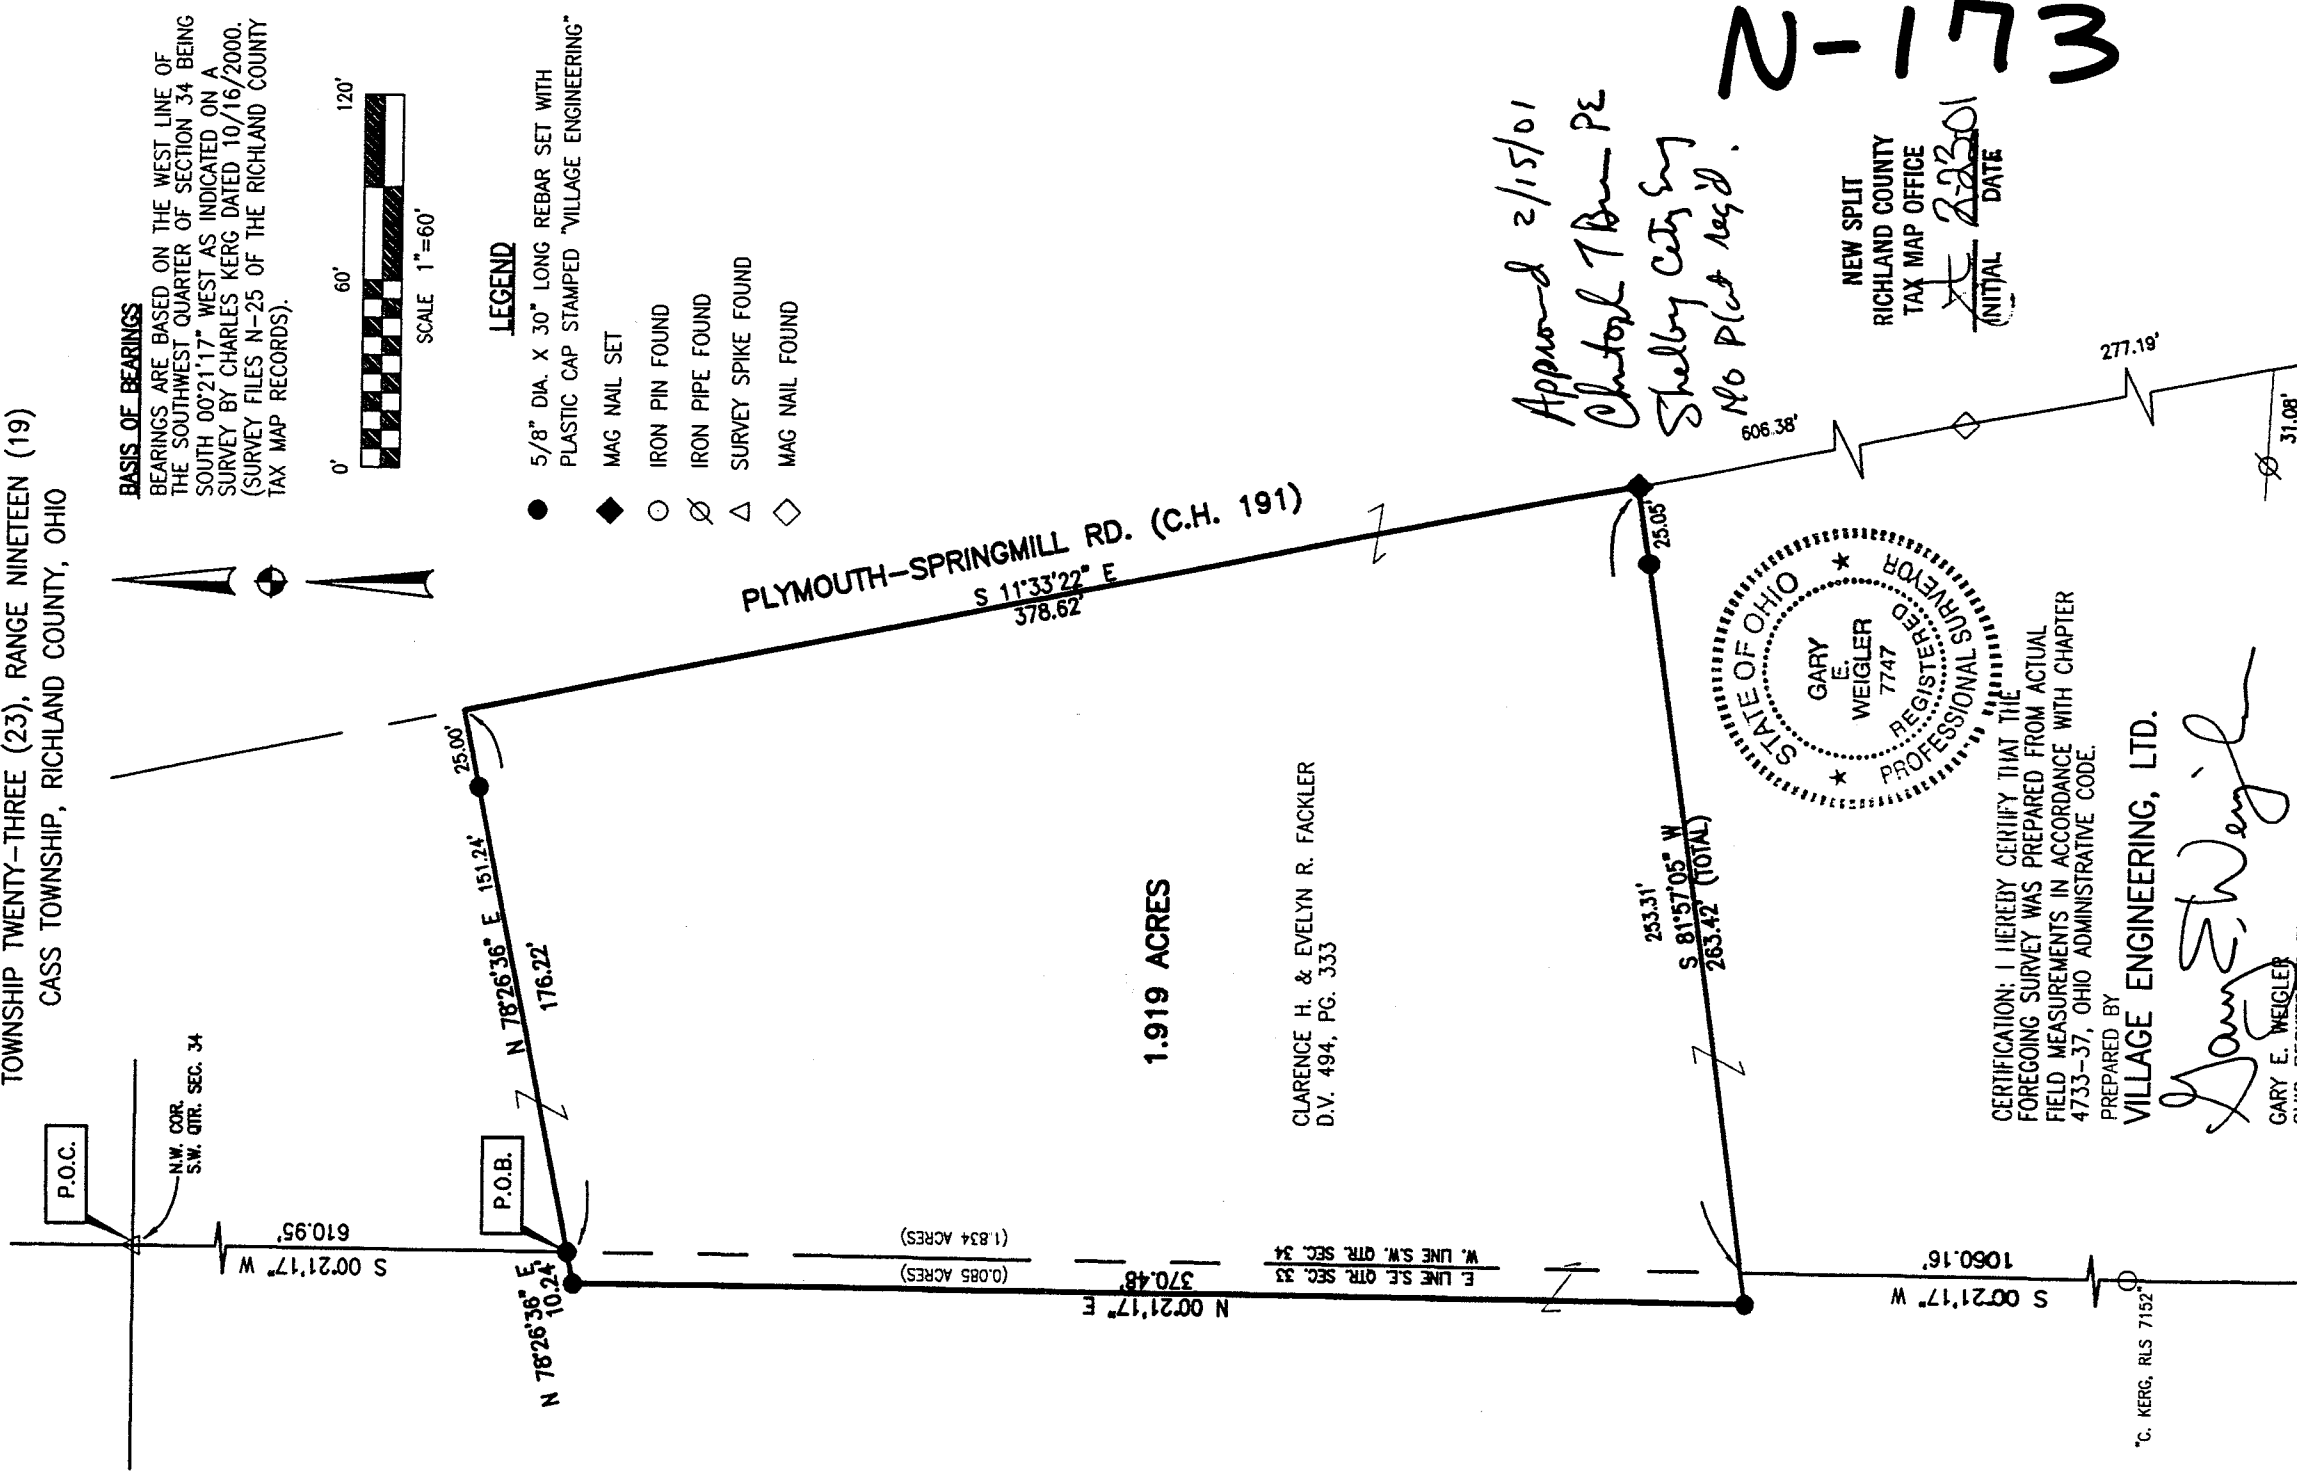 TOWNSHIP TWENTY-THREE (23), RANGE NINETEEN (19)
CASS TOWNSHIP, RICHLAND COUNTY, OHIO
P.O.C.
N.W. COR.
S.W. QTR. SEC. 34
S 00°21'17" W
610.95'
BASIS OF BEARINGS
BEARINGS ARE BASED ON THE WEST LINE OF
THE SOUTHWEST QUARTER OF SECTION 34 BEING
SOUTH 00°21'17" WEST AS INDICATED ON A
SURVEY BY CHARLES KERG DATED 10/16/2000.
(SURVEY FILES N-25 OF THE RICHLAND COUNTY
TAX MAP RECORDS).
0' 60' 120'
SCALE 1"=60'
LEGEND
5/8" DIA. X 30" LONG REBAR SET WITH
PLASTIC CAP STAMPED "VILLAGE ENGINEERING"
MAG NAIL SET
IRON PIN FOUND
IRON PIPE FOUND
SURVEY SPIKE FOUND
MAG NAIL FOUND
P.O.B.
N 78°26'36" E
10.24'
N 78°26'36" E 151.24'
176.22'
25.00'
PLYMOUTH-SPRINGMILL RD. (C.H. 191)
S 11°33'22" E
378.62'
(1.834 ACRES)
(0.085 ACRES)
370.48'
N 00°21'17" E
W. LINE S.W. QTR. SEC. 34
E. LINE S.E. QTR. SEC. 33
1.919 ACRES
CLARENCE H. & EVELYN R. FACKLER
D.V. 494, PG. 333
253.31'
S 81°57'05" W
263.42' (TOTAL)
25.05'
606.38'
277.19'
31.08'
1060.16'
S 00°21'17" W
"C. KERG, RLS 7152"
Approved 2/15/01
PE
Shelby City Eng
No Plat req'd.
N-173
NEW SPLIT
RICHLAND COUNTY
TAX MAP OFFICE
INITIAL DATE
STATE OF OHIO
GARY
E.
WEIGLER
7747
REGISTERED
PROFESSIONAL SURVEYOR
CERTIFICATION: I HEREBY CERTIFY THAT THE
FOREGOING SURVEY WAS PREPARED FROM ACTUAL
FIELD MEASUREMENTS IN ACCORDANCE WITH CHAPTER
4733-37, OHIO ADMINISTRATIVE CODE.
PREPARED BY
VILLAGE ENGINEERING, LTD.
Gary E. Weigler
GARY E. WEIGLER